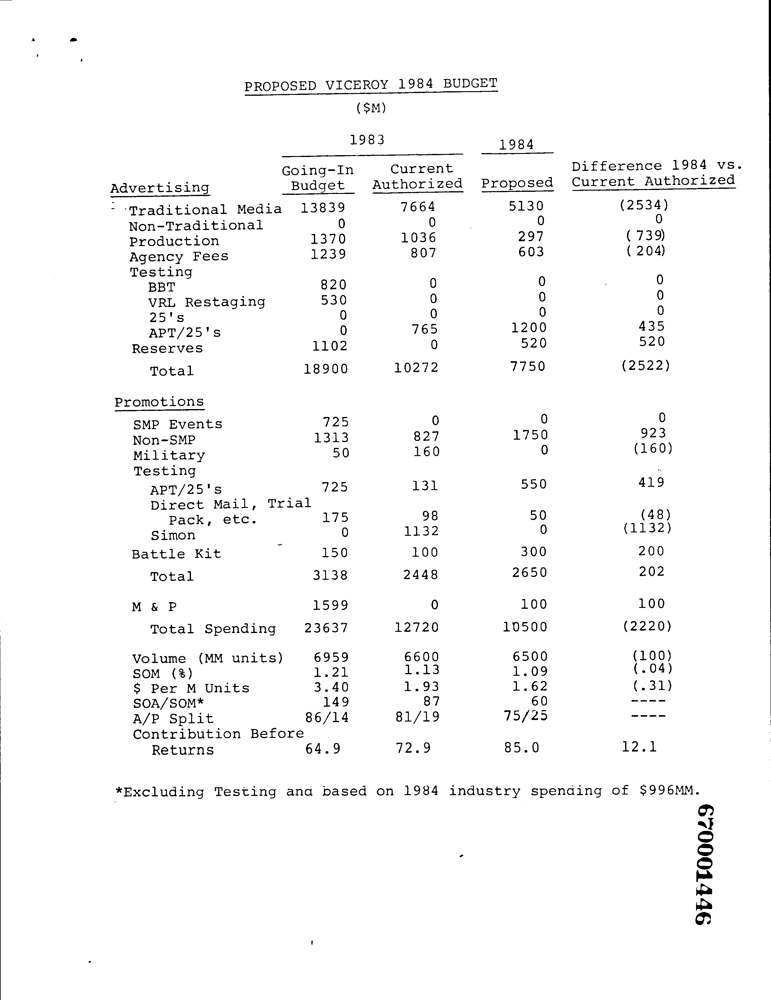 PROPOSED VICEROY 1984 BUDGET
($M)
1983 1984
Going-In Current Difference 1984 vs.
Advertising Budget Authorized Proposed Current Authorized
Traditional Media 13839 7664 5130 (2534)
Non-Traditional 0 0 0 0
Production 1370 1036 297 ( 739)
Agency Fees 1239 807 603 ( 204)
Testing
BBT 820 0 0 0
VRL Restaging 530 0 0 0
25's 0 0 0 0
APT/25's 0 765 1200 435
Reserves 1102 0 520 520
Total 18900 10272 7750 (2522)
Promotions
SMP Events 725 0 0 0
Non-SMP 1313 827 1750 923
Military 50 160 0 (160)
Testing
APT/25's 725 131 550 419
Direct Mail, Trial
Pack, etc. 175 98 50 (48)
Simon 0 1132 0 (1132)
Battle Kit 150 100 300 200
Total 3138 2448 2650 202
M & P 1599 0 100 100
Total Spending 23637 12720 10500 (2220)
Volume (MM units) 6959 6600 6500 (100)
SOM (%) 1.21 1.13 1.09 (.04)
$ Per M Units 3.40 1.93 1.62 (.31)
SOA/SOM* 149 87 60 ----
A/P Split 86/14 81/19 75/25 ----
Contribution Before
Returns 64.9 72.9 85.0 12.1
*Excluding Testing and based on 1984 industry spending of $996MM.
670001446